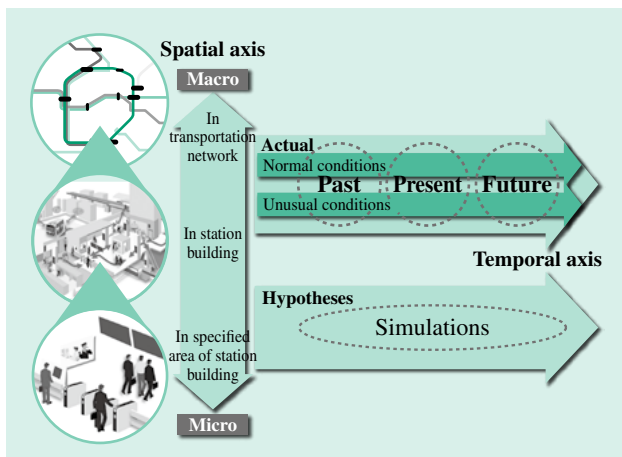 Spatial axis
Macro
In
transportation
network
In station
building
In specified
area of station
building
Micro
Actual
Normal conditions
Past Present Future
Unusual conditions
Temporal axis
Hypotheses
Simulations